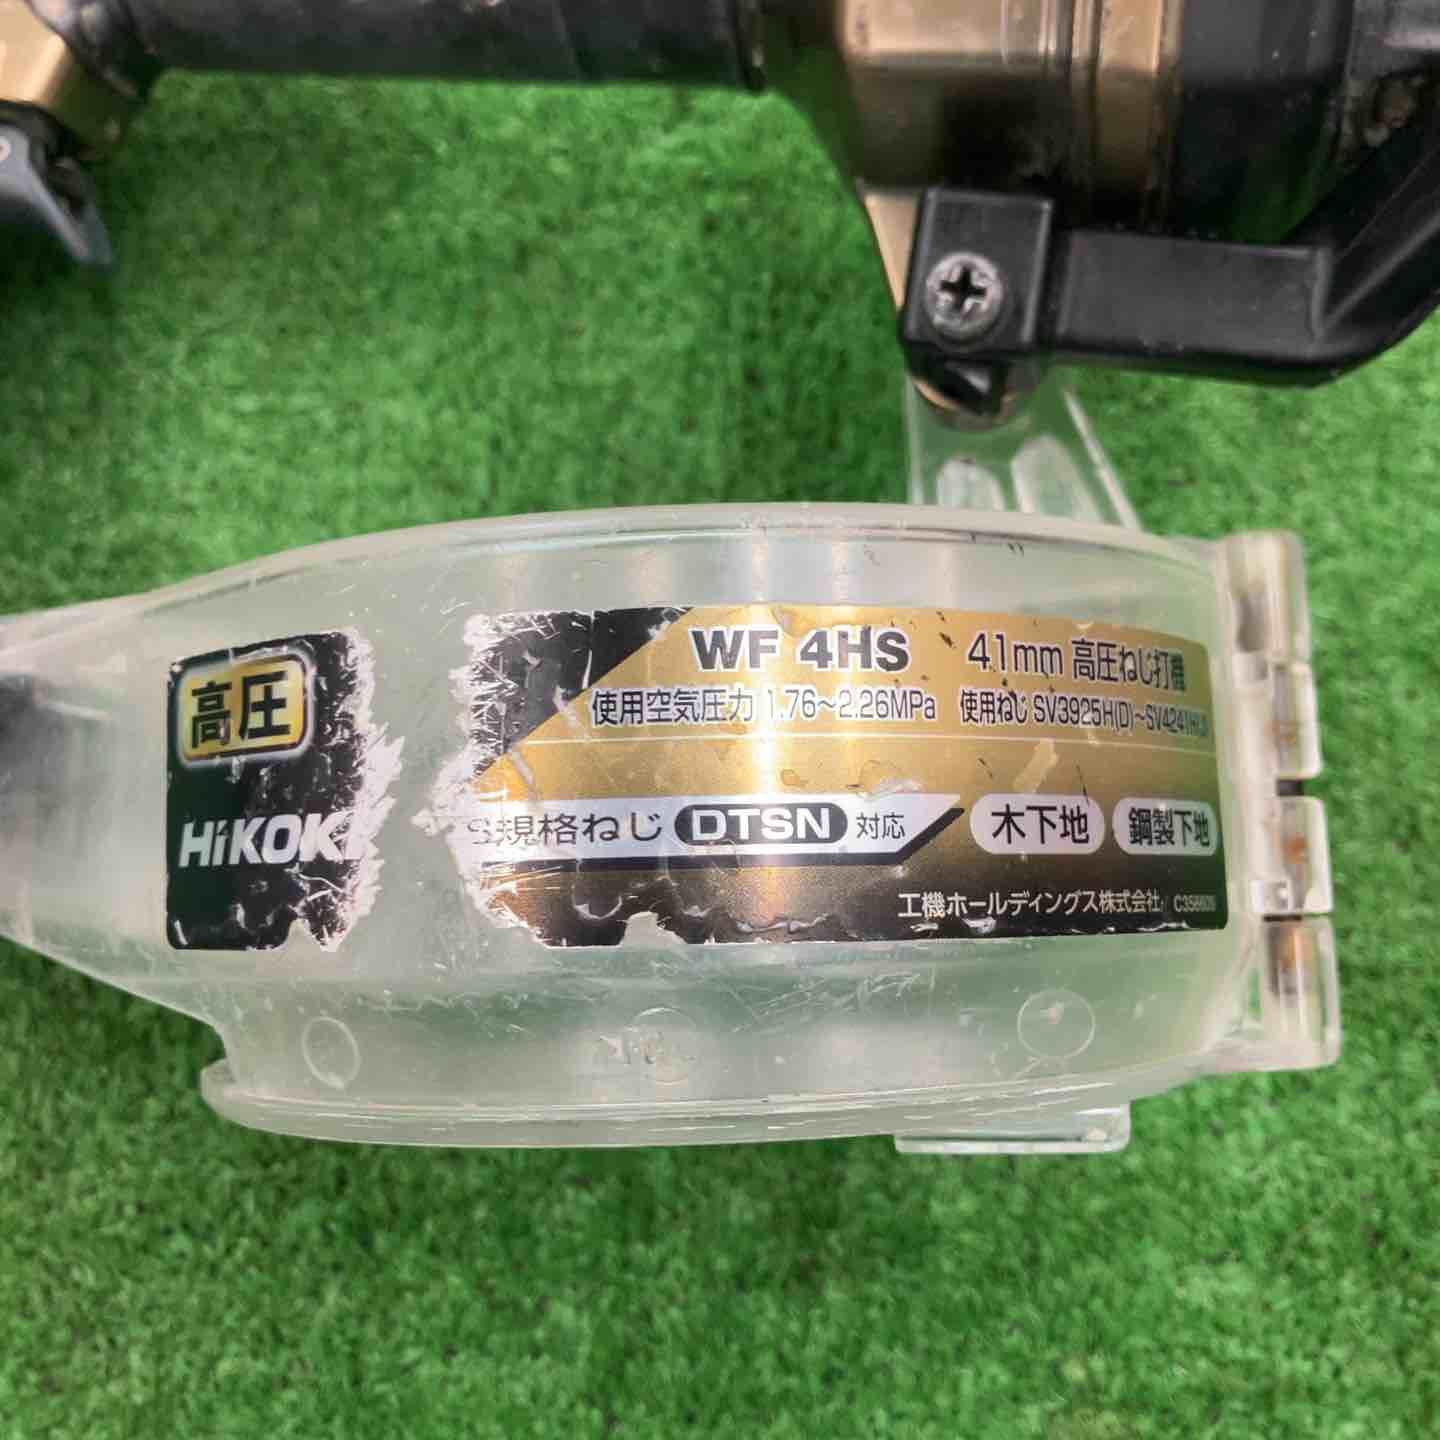 高圧
HiKOKI
WF 4HS 41mm 高圧ねじ打機
使用空気圧力 1.76～2.26MPa 使用ねじ SV3925H(D)～
S規格ねじ DTSN 対応 木下地 鋼製下地
工機ホールディングス株式会社